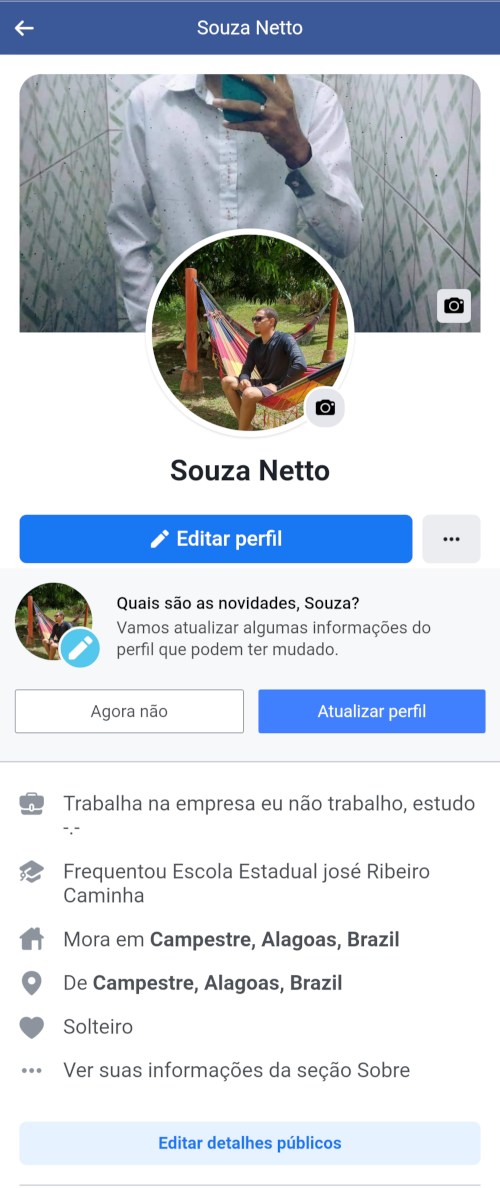 Souza Netto
Souza Netto
Editar perfil
Quais são as novidades, Souza?
Vamos atualizar algumas informações do
perfil que podem ter mudado.
Agora não
Atualizar perfil
Trabalha na empresa eu não trabalho, estudo
-.-
Frequentou Escola Estadual josé Ribeiro
Caminha
Mora em Campestre, Alagoas, Brazil
De Campestre, Alagoas, Brazil
Solteiro
Ver suas informações da seção Sobre
Editar detalhes públicos